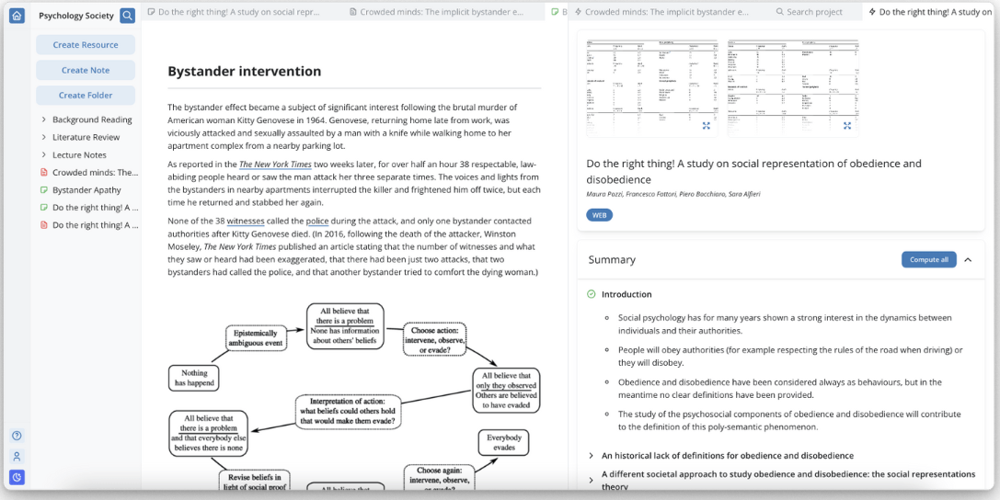 Psychology Society
Create Resource
Create Note
Create Folder
Background Reading
Literature Review
Lecture Notes
Crowded minds: The...
Bystander Apathy
Do the right thing! A ...
Do the right thing! A ...
Do the right thing! A study on social repr...
Crowded minds: The implicit bystander e...
B
Bystander intervention
The bystander effect became a subject of significant interest following the brutal murder of
American woman Kitty Genovese in 1964. Genovese, returning home late from work, was
viciously attacked and sexually assaulted by a man with a knife while walking home to her
apartment complex from a nearby parking lot.
As reported in the The New York Times two weeks later, for over half an hour 38 respectable, law-
abiding people heard or saw the man attack her three separate times. The voices and lights from
the bystanders in nearby apartments interrupted the killer and frightened him off twice, but each
time he returned and stabbed her again.
None of the 38 witnesses called the police during the attack, and only one bystander contacted
authorities after Kitty Genovese died. (In 2016, following the death of the attacker, Winston
Moseley, The New York Times published an article stating that the number of witnesses and what
they saw or heard had been exaggerated, that there had been just two attacks, that two
bystanders had called the police, and that another bystander tried to comfort the dying woman.)
Nothing
has happend
Epistemically
ambiguous event
All believe that
there is a problem
None has information
about others' beliefs
Choose action:
intervene, observe,
or evade?
All believe that
only they observed
Others are believed
to have evaded
Interpretation of action:
what beliefs could others hold
that would make them evade?
All believe that
there is a problem
and that everybody else
believes there is none
Revise beliefs in
light of social proof
All believe that
Choose again:
intervene, observe,
Everybody
evades
Crowded minds: The implicit bystander e...
Search project
Do the right thing! A study on
Do the right thing! A study on social representation of obedience and
disobedience
Mauro Pozzi, Francesco Fattori, Piero Bocchiaro, Sara Alfieri
WEB
Summary
Compute all
Introduction
Social psychology has for many years shown a strong interest in the dynamics between
individuals and their authorities.
People will obey authorities (for example respecting the rules of the road when driving) or
they will disobey.
Obedience and disobedience have been considered always as behaviours, but in the
meantime no clear definitions have been provided.
The study of the psychosocial components of obedience and disobedience will contribute
to the definition of this poly-semantic phenomenon.
An historical lack of definitions for obedience and disobedience
A different societal approach to study obedience and disobedience: the social representations
theory